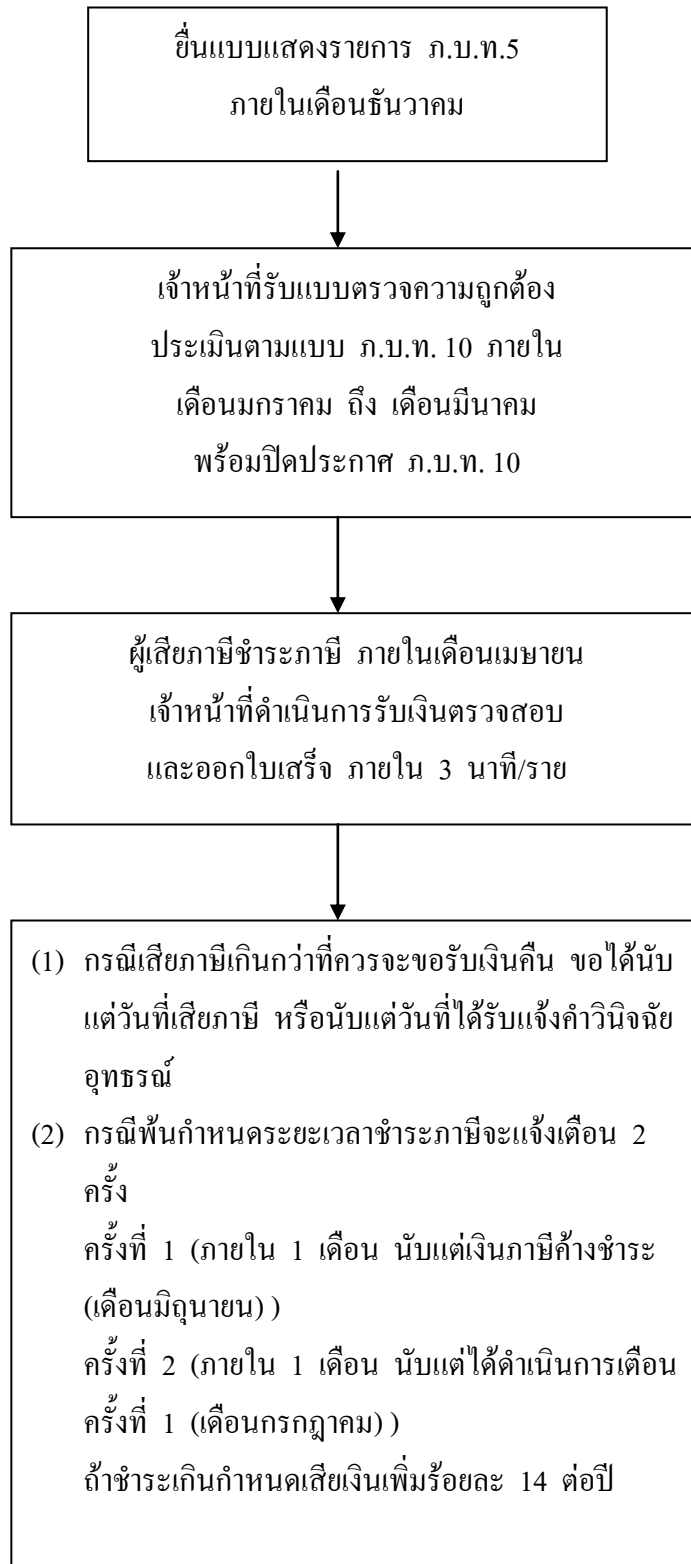 ยื่นแบบแสดงรายการ ภ.บ.ท.5
ภายในเดือนธันวาคม
เจ้าหน้าที่รับแบบตรวจความถูกต้อง
ประเมินตามแบบ ภ.บ.ท. 10 ภายใน
เดือนมกราคม ถึง เดือนมีนาคม
พร้อมปิดประกาศ ภ.บ.ท. 10
ผู้เสียภาษีชำระภาษี ภายในเดือนเมษายน
เจ้าหน้าที่ดำเนินการรับเงินตรวจสอบ
และออกใบเสร็จ ภายใน 3 นาที/ราย
(1) กรณีเสียภาษีเกินกว่าที่ควรจะขอรับเงินคืน ขอได้นับ
แต่วันที่เสียภาษี หรือนับแต่วันที่ได้รับแจ้งคำวินิจฉัย
อุทธรณ์
(2) กรณีพ้นกำหนดระยะเวลาชำระภาษีจะแจ้งเตือน 2
ครั้ง
ครั้งที่ 1 (ภายใน 1 เดือน นับแต่เงินภาษีค้างชำระ
(เดือนมิถุนายน) )
ครั้งที่ 2 (ภายใน 1 เดือน นับแต่ได้ดำเนินการเตือน
ครั้งที่ 1 (เดือนกรกฎาคม) )
ถ้าชำระเกินกำหนดเสียเงินเพิ่มร้อยละ 14 ต่อปี